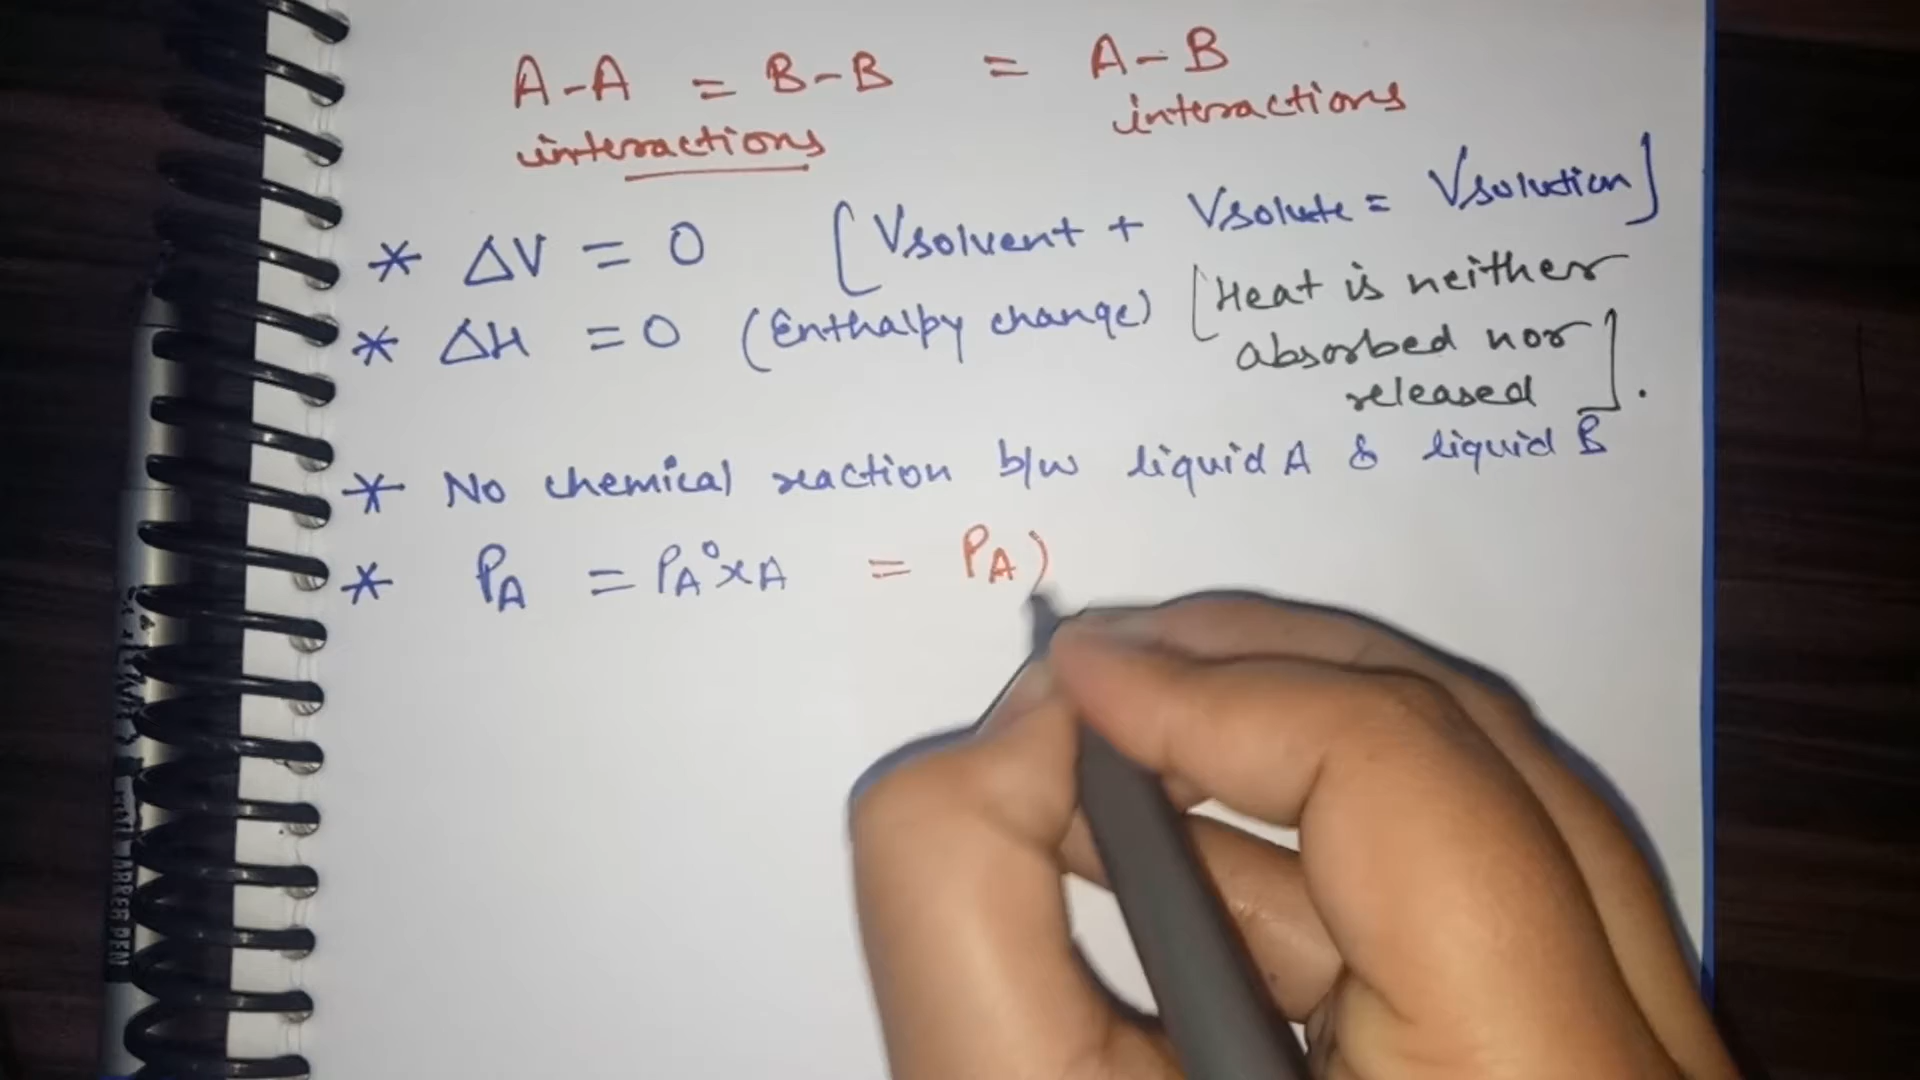 A-A = B-B = A-B
interactions interactions
* ΔV = 0 [Vsolvent + Vsolute = Vsolution]
* ΔH = 0 (Enthalpy change) [Heat is neither
absorbed nor
released].
* No chemical reaction b/w liquid A & liquid B
* PA = PA°xA = PA)